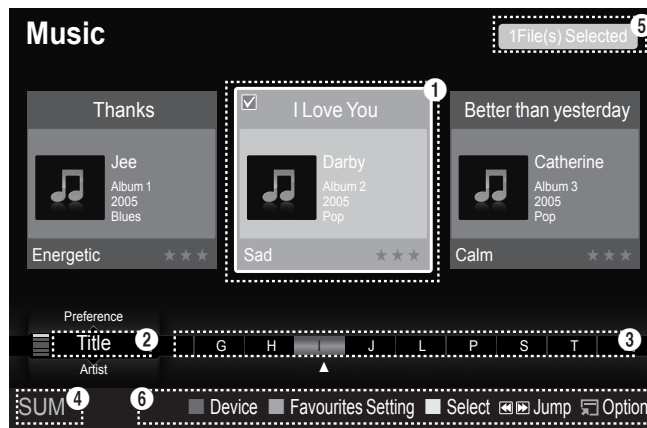 Music
1File(s) Selected
5
1
Thanks
Jee
Album 1
2005
Blues
Energetic
I Love You
Darby
Album 2
2005
Pop
Sad
Better than yesterday
Catherine
Album 3
2005
Pop
Calm
Preference
Title
2
Artist
G H I J L P S T
3
SUM
4
6
Device Favourites Setting Select Jump Option